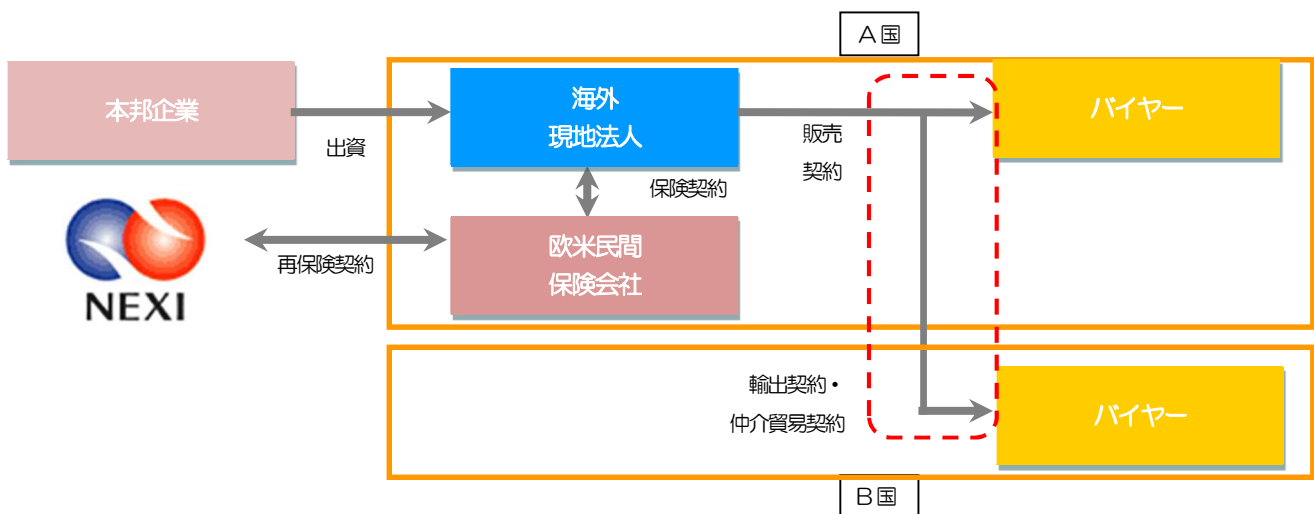 A国
本邦企業
出資
海外
現地法人
販売
契約
バイヤー
保険契約
NEXI
再保険契約
欧米民間
保険会社
輸出契約・
仲介貿易契約
バイヤー
B国